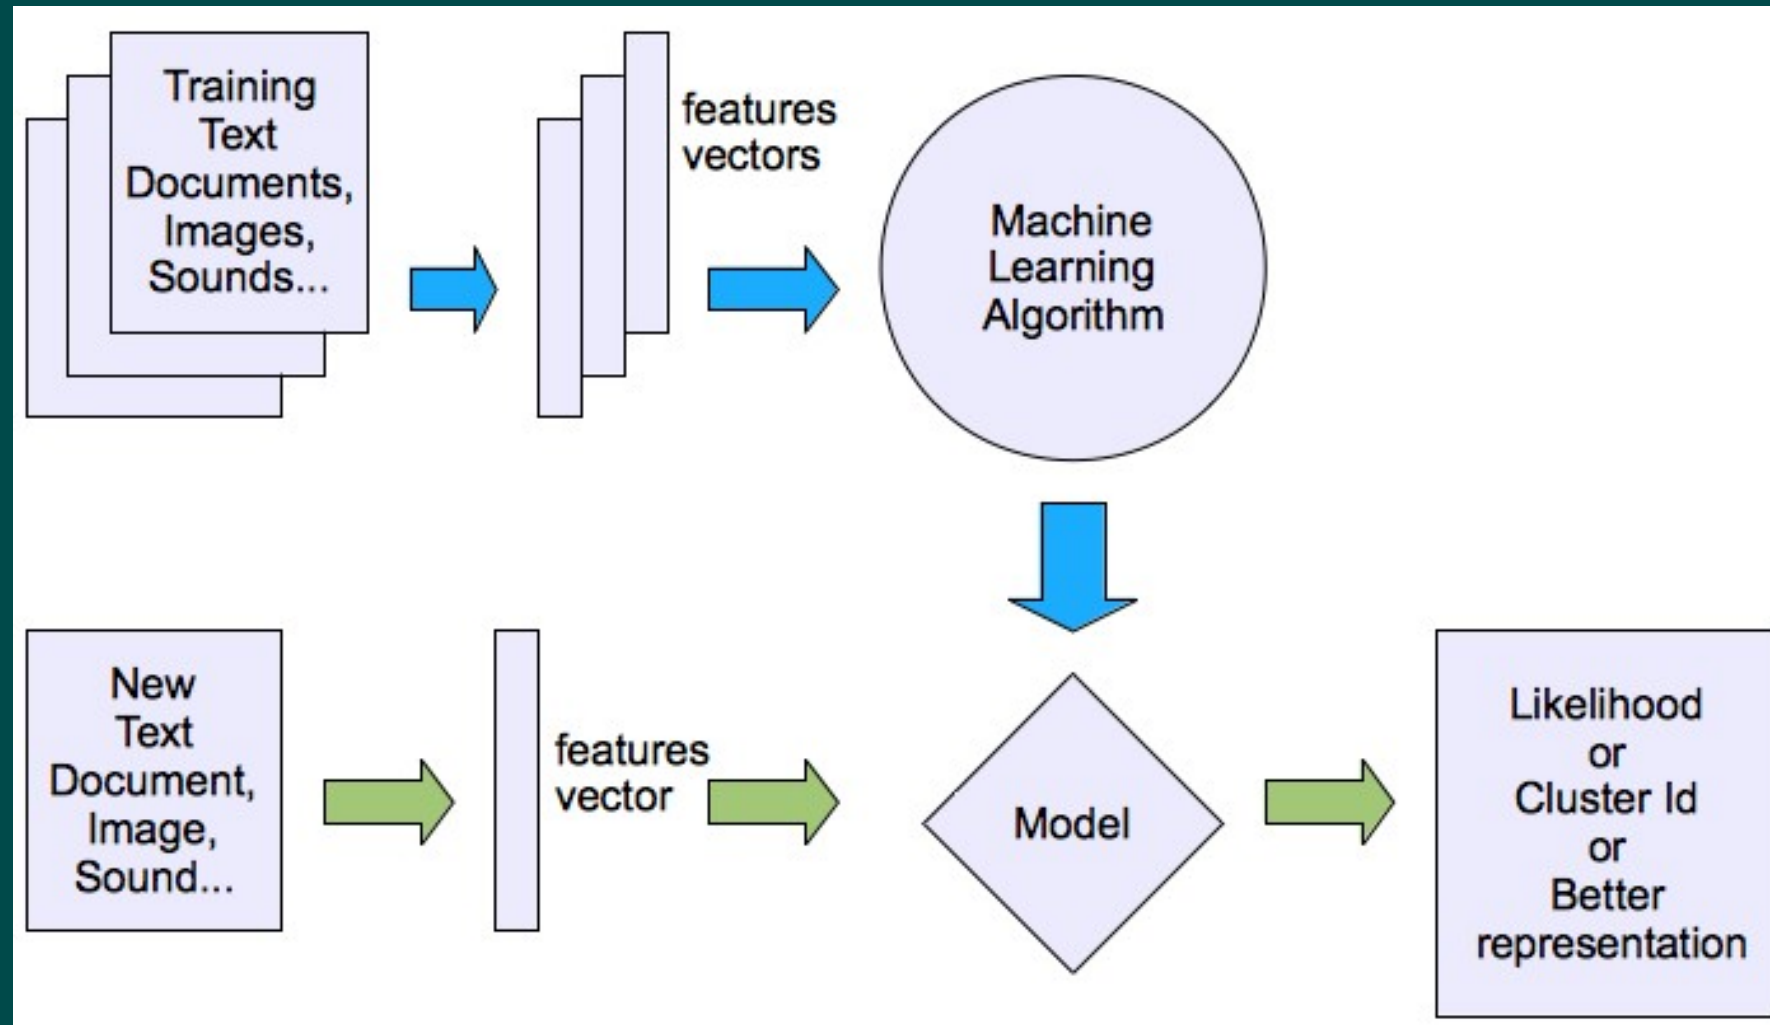 Training
Text
Documents,
Images,
Sounds...
features
vectors
Machine
Learning
Algorithm
New
Text
Document,
Image,
Sound...
features
vector
Model
Likelihood
or
Cluster Id
or
Better
representation